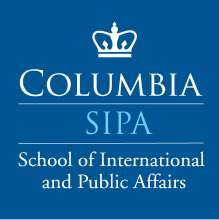 COLUMBIA
SIPA
School of International
and Public Affairs